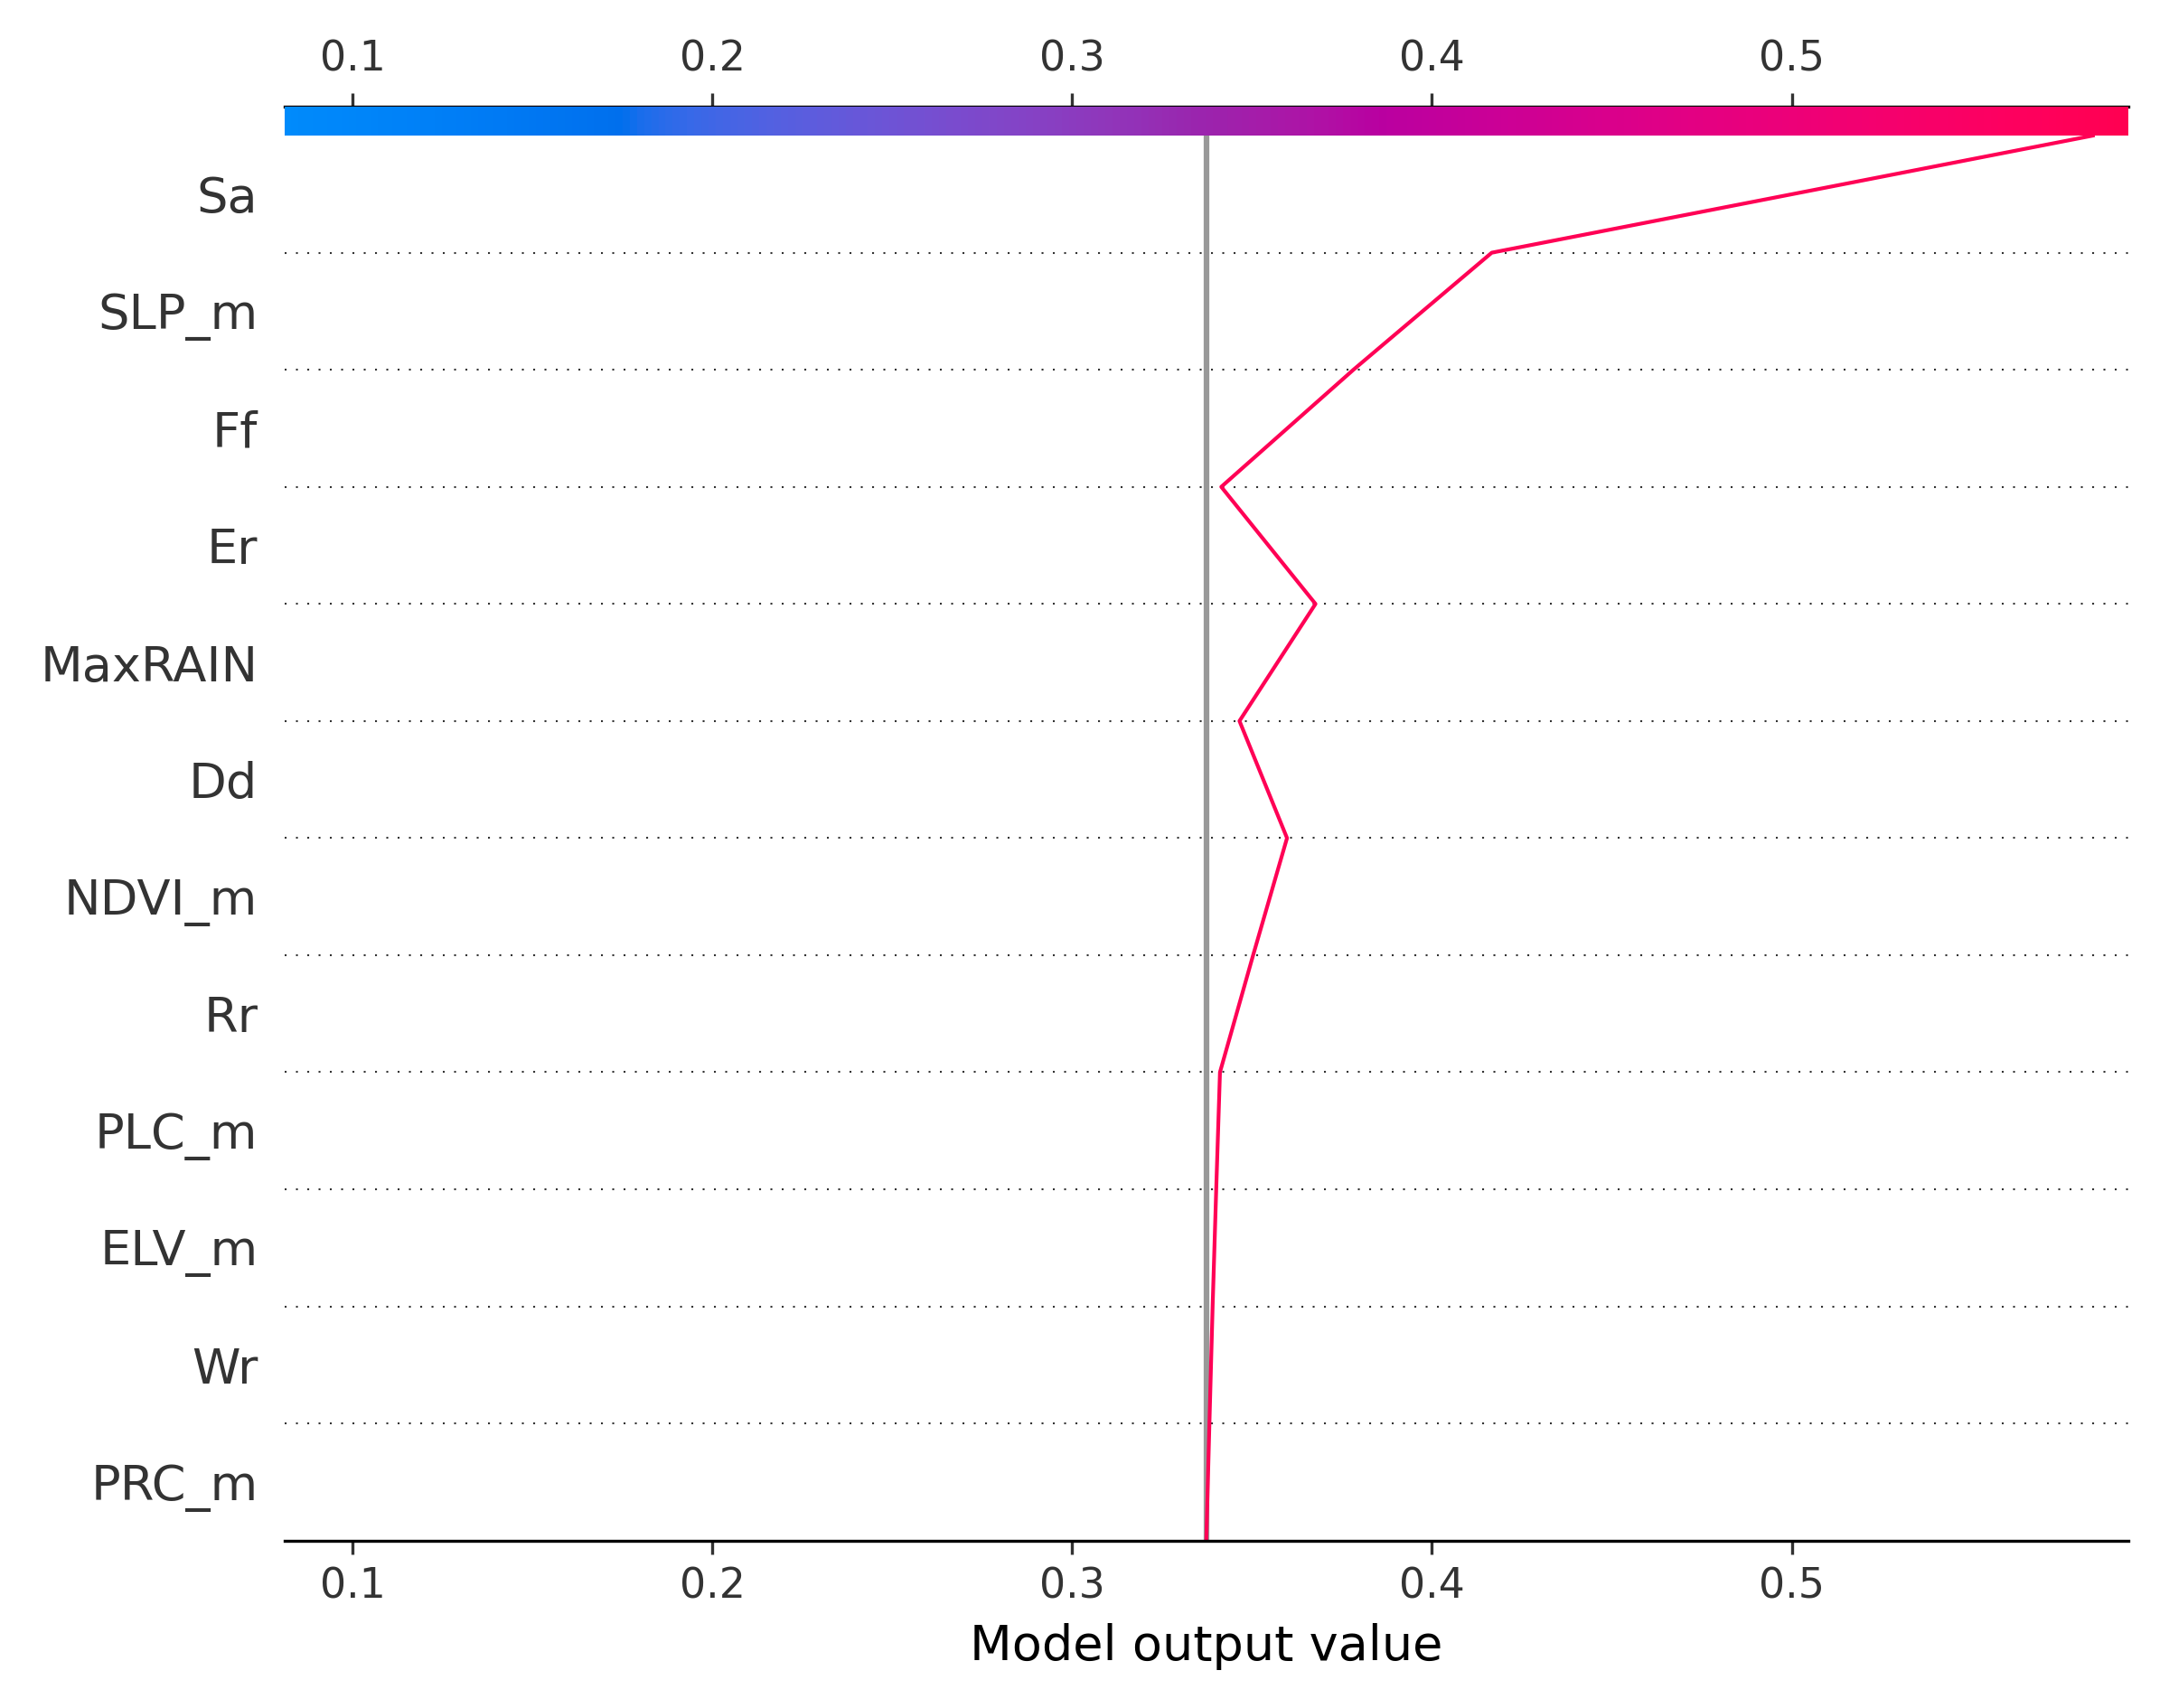 0.1 0.2 0.3 0.4 0.5
Sa
SLP_m
Ff
Er
MaxRAIN
Dd
NDVI_m
Rr
PLC_m
ELV_m
Wr
PRC_m
0.1 0.2 0.3 0.4 0.5
Model output value